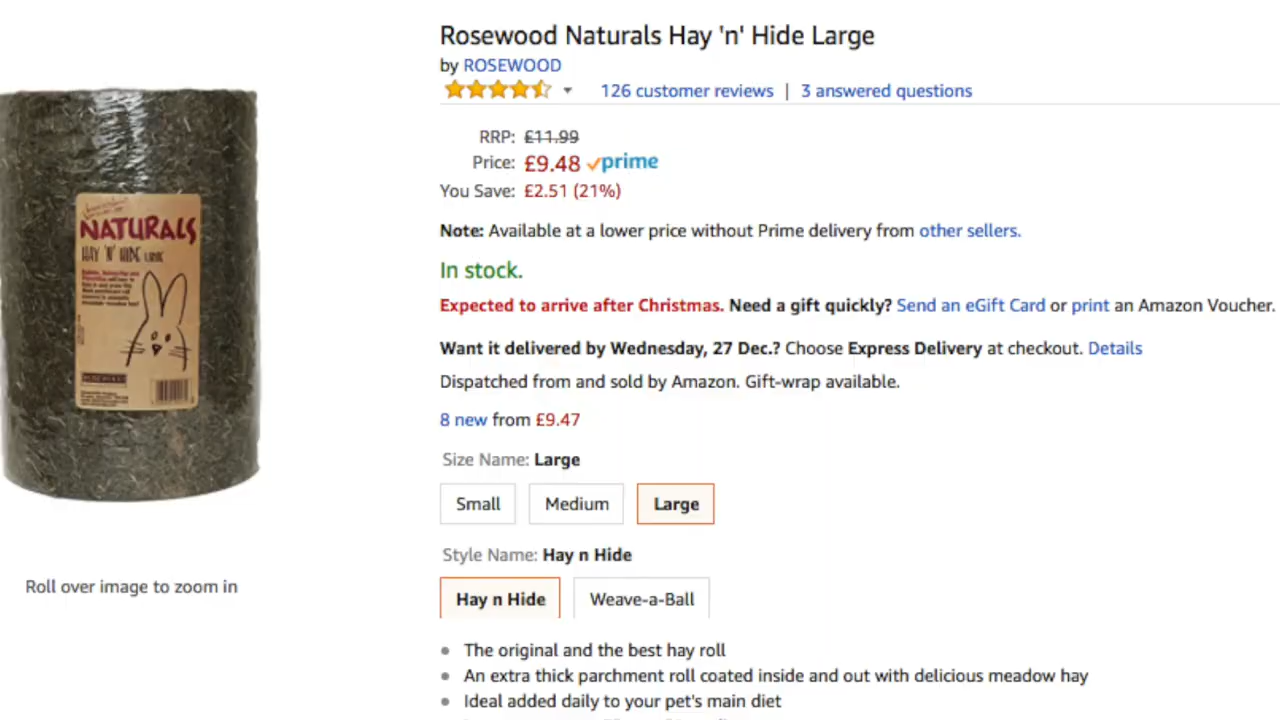 Rosewood Naturals Hay 'n' Hide Large
by ROSEWOOD
126 customer reviews | 3 answered questions
RRP: £11.99
Price: £9.48 prime
You Save: £2.51 (21%)
Note: Available at a lower price without Prime delivery from other sellers.
In stock.
Expected to arrive after Christmas. Need a gift quickly? Send an eGift Card or print an Amazon Voucher.
Want it delivered by Wednesday, 27 Dec.? Choose Express Delivery at checkout. Details
Dispatched from and sold by Amazon. Gift-wrap available.
8 new from £9.47
Size Name: Large
Small Medium Large
Style Name: Hay n Hide
Hay n Hide Weave-a-Ball
The original and the best hay roll
An extra thick parchment roll coated inside and out with delicious meadow hay
Ideal added daily to your pet's main diet
NATURALS
HAY 'N' HIDE LARGE
Roll over image to zoom in